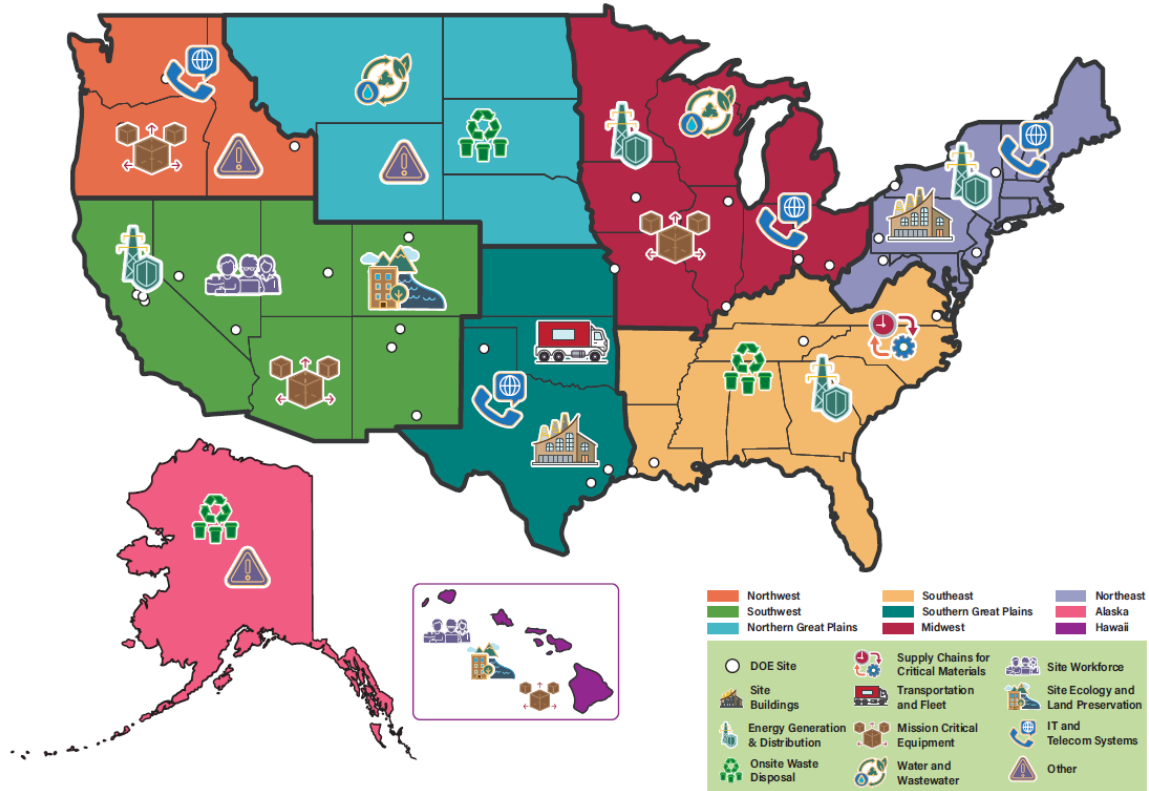 Northwest
Southwest
Northern Great Plains
Southeast
Southern Great Plains
Midwest
Northeast
Alaska
Hawaii
DOE Site
Supply Chains for
Critical Materials
Site Workforce
Site
Buildings
Transportation
and Fleet
Site Ecology and
Land Preservation
Energy Generation
& Distribution
Mission Critical
Equipment
IT and
Telecom Systems
Onsite Waste
Disposal
Water and
Wastewater
Other